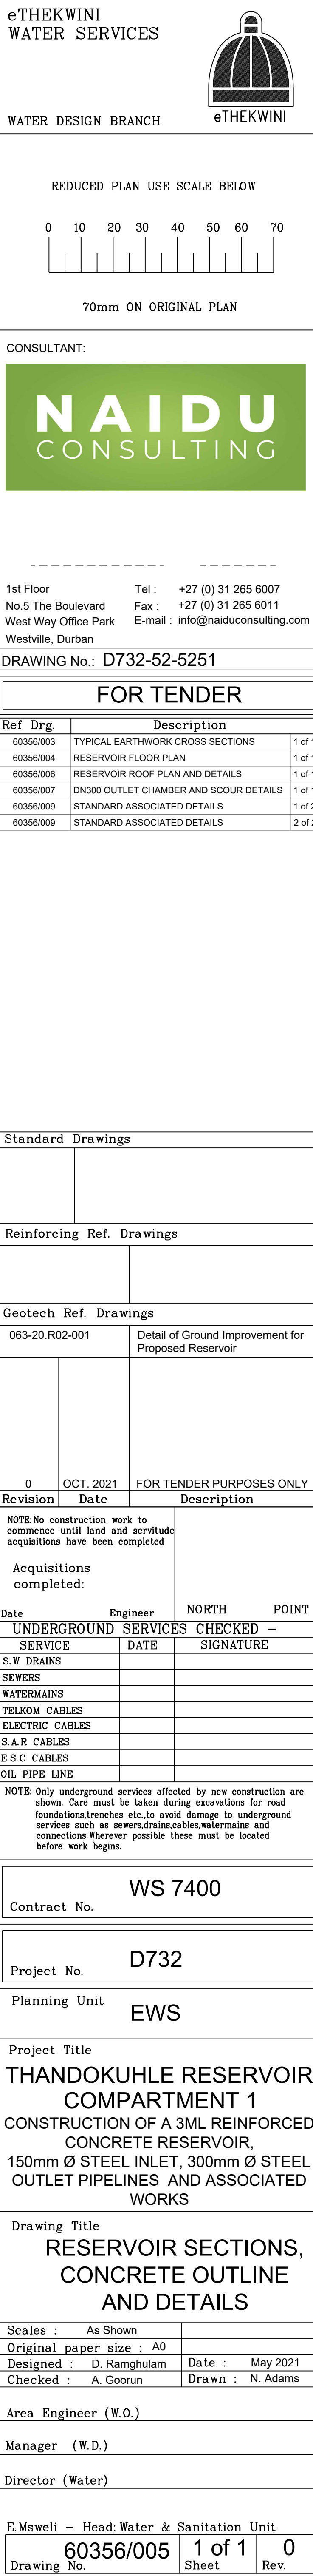 eTHEKWINI
WATER SERVICES
eTHEKWINI
WATER DESIGN BRANCH
REDUCED PLAN USE SCALE BELOW
0 10 20 30 40 50 60 70
70mm ON ORIGINAL PLAN
CONSULTANT:
NAIDU
CONSULTING
1st Floor Tel : +27 (0) 31 265 6007
No.5 The Boulevard Fax : +27 (0) 31 265 6011
West Way Office Park E-mail : info@naiduconsulting.com
Westville, Durban
DRAWING No.: D732-52-5251
FOR TENDER
Ref Drg. Description
60356/003 TYPICAL EARTHWORK CROSS SECTIONS 1 of
60356/004 RESERVOIR FLOOR PLAN 1 of
60356/006 RESERVOIR ROOF PLAN AND DETAILS 1 of
60356/007 DN300 OUTLET CHAMBER AND SCOUR DETAILS 1 of
60356/009 STANDARD ASSOCIATED DETAILS 1 of
60356/009 STANDARD ASSOCIATED DETAILS 2 of
Standard Drawings
Reinforcing Ref. Drawings
Geotech Ref. Drawings
063-20.R02-001 Detail of Ground Improvement for
Proposed Reservoir
0 OCT. 2021 FOR TENDER PURPOSES ONLY
Revision Date Description
NOTE: No construction work to
commence until land and servitude
acquisitions have been completed
Acquisitions
completed:
Date Engineer NORTH POINT
UNDERGROUND SERVICES CHECKED -
SERVICE DATE SIGNATURE
S.W DRAINS
SEWERS
WATERMAINS
TELKOM CABLES
ELECTRIC CABLES
S.A.R CABLES
E.S.C CABLES
OIL PIPE LINE
NOTE: Only underground services affected by new construction are
shown. Care must be taken during excavations for road
foundations,trenches etc.,to avoid damage to underground
services such as sewers,drains,cables,watermains and
connections.Wherever possible these must be located
before work begins.
WS 7400
Contract No.
D732
Project No.
Planning Unit
EWS
Project Title
THANDOKUHLE RESERVOIR
COMPARTMENT 1
CONSTRUCTION OF A 3ML REINFORCED
CONCRETE RESERVOIR,
150mm Ø STEEL INLET, 300mm Ø STEEL
OUTLET PIPELINES AND ASSOCIATED
WORKS
Drawing Title
RESERVOIR SECTIONS,
CONCRETE OUTLINE
AND DETAILS
Scales : As Shown
Original paper size : A0
Designed : D. Ramghulam Date : May 2021
Checked : A. Goorun Drawn : N. Adams
Area Engineer (W.O.)
Manager (W.D.)
Director (Water)
E.Msweli - Head: Water & Sanitation Unit
60356/005 1 of 1 0
Drawing No. Sheet Rev.